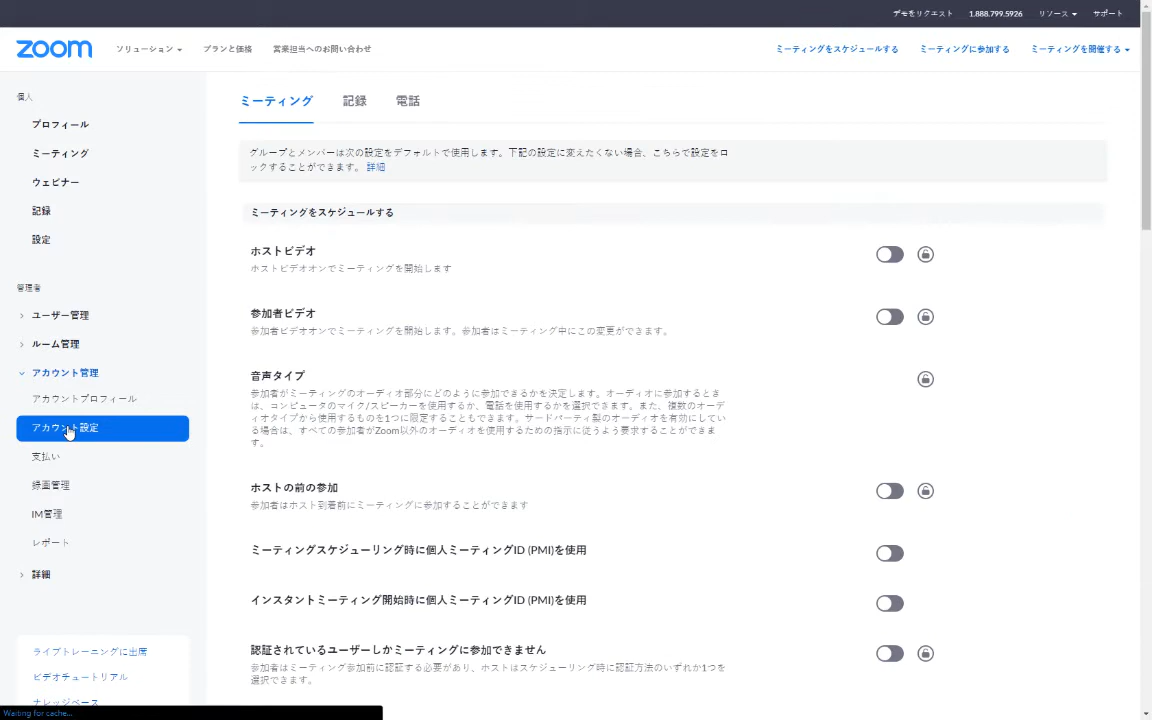 デモをリクエスト 1.888.799.5926 リソース サポート
zoom ソリューション プランと価格 営業担当へのお問い合わせ ミーティングをスケジュールする ミーティングに参加する ミーティングを開催する
個人
プロフィール
ミーティング
ウェビナー
記録
設定
管理者
ユーザー管理
ルーム管理
アカウント管理
アカウントプロフィール
アカウント設定
支払い
録画管理
IM管理
レポート
詳細
ライブトレーニングに出席
ビデオチュートリアル
ナレッジベース
Waiting for cache...
ミーティング 記録 電話
グループとメンバーは次の設定をデフォルトで使用します。下記の設定に変えたくない場合、こちらで設定をロ
ックすることができます。 詳細
ミーティングをスケジュールする
ホストビデオ
ホストビデオオンでミーティングを開始します
参加者ビデオ
参加者ビデオオンでミーティングを開始します。参加者はミーティング中にこの変更ができます。
音声タイプ
参加者がミーティングのオーディオ部分にどのように参加できるかを決定します。オーディオに参加するとき
は、コンピュータのマイク/スピーカーを使用するか、電話を使用するかを選択できます。また、複数のオーデ
ィオタイプから使用するものを1つに限定することもできます。サードパーティ製のオーディオを有効にしてい
る場合は、すべての参加者がZoom以外のオーディオを使用するための指示に従うよう要求することができま
す。
ホストの前の参加
参加者はホスト到着前にミーティングに参加することができます
ミーティングスケジューリング時に個人ミーティングID (PMI)を使用
インスタントミーティング開始時に個人ミーティングID (PMI)を使用
認証されているユーザーしかミーティングに参加できません
参加者はミーティング参加前に認証する必要があり、ホストはスケジューリング時に認証方法のいずれか1つを
選択できます。